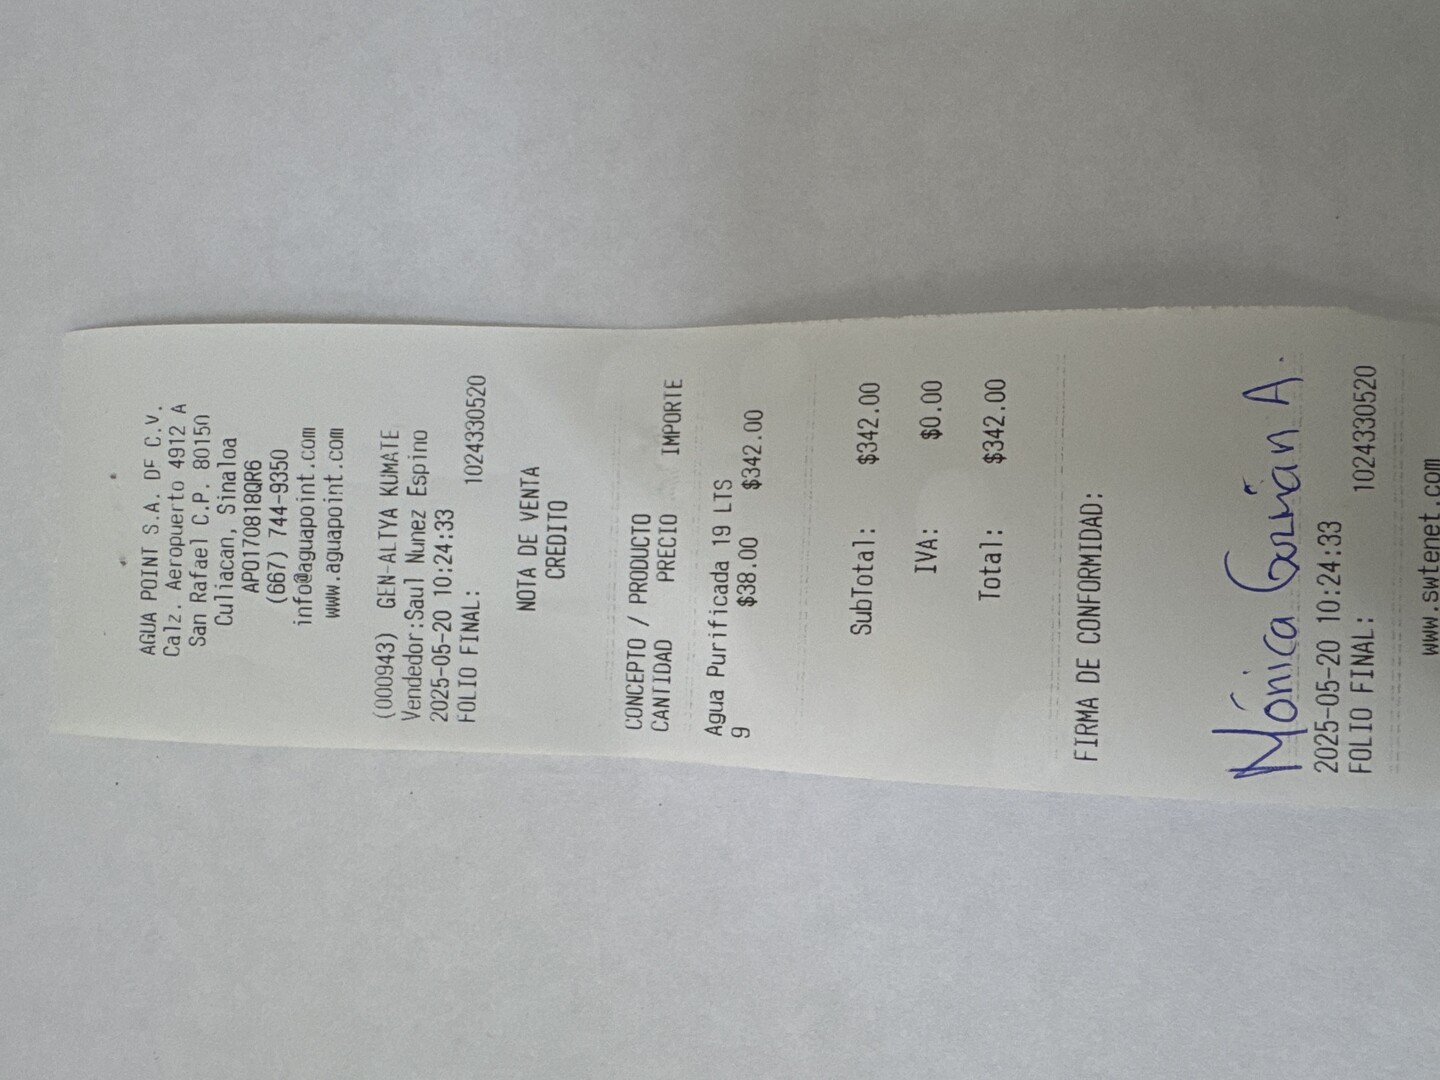 AGUA POINT S.A. DE C.V.
Calz. Aeropuerto 4912 A
San Rafael C.P. 80150
Culiacan, Sinaloa
APO170818QR6
(667) 744-9350
info@aguapoint.com
www.aguapoint.com
(000943) GEN-ALTYA KUMATE
Vendedor:Saul Nunez Espino
2025-05-20 10:24:33
FOLIO FINAL: 1024330520
NOTA DE VENTA
CREDITO
CONCEPTO / PRODUCTO
CANTIDAD PRECIO IMPORTE
Agua Purificada 19 LTS
9 $38.00 $342.00
SubTotal: $342.00
IVA: $0.00
Total: $342.00
FIRMA DE CONFORMIDAD:
Mónica Guzmán A.
2025-05-20 10:24:33
FOLIO FINAL: 1024330520
www.swtenet.com